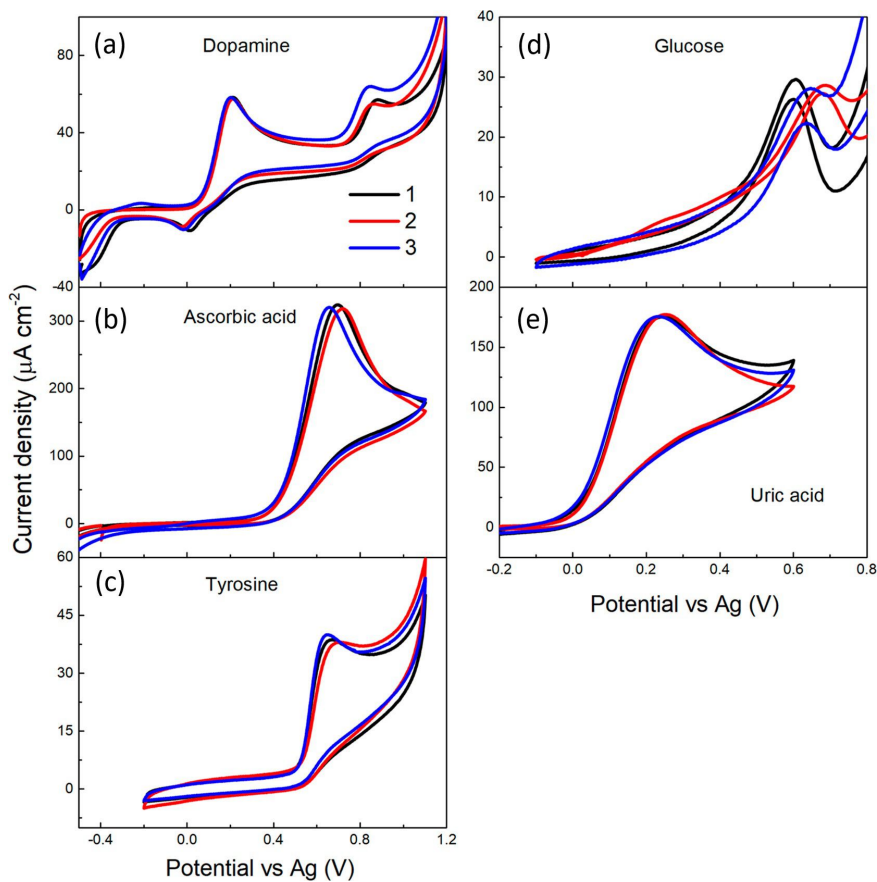 (a)
Dopamine
80
40
0
-40
1
2
3
(b)
Ascorbic acid
300
200
100
0
(c)
Tyrosine
60
45
30
15
0
-0.4 0.0 0.4 0.8 1.2
Potential vs Ag (V)
Current density (µA cm⁻²)
(d)
Glucose
40
30
20
10
0
(e)
200
150
100
50
0
Uric acid
-0.2 0.0 0.2 0.4 0.6 0.8
Potential vs Ag (V)